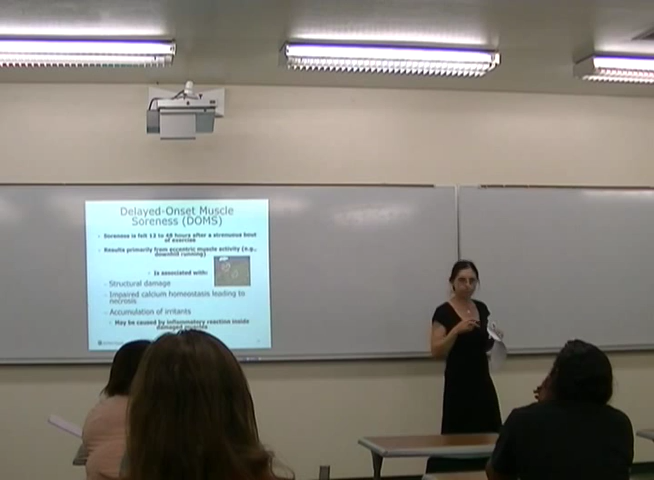 Delayed-Onset Muscle
Soreness (DOMS)
Soreness is felt 12 to 48 hours after a strenuous bout
of exercise
Results primarily from eccentric muscle activity (e.g.,
downhill running)
Is associated with:
– Structural damage
– Impaired calcium homeostasis leading to
necrosis
– Accumulation of irritants
May be caused by inflammatory reaction inside
damaged muscles